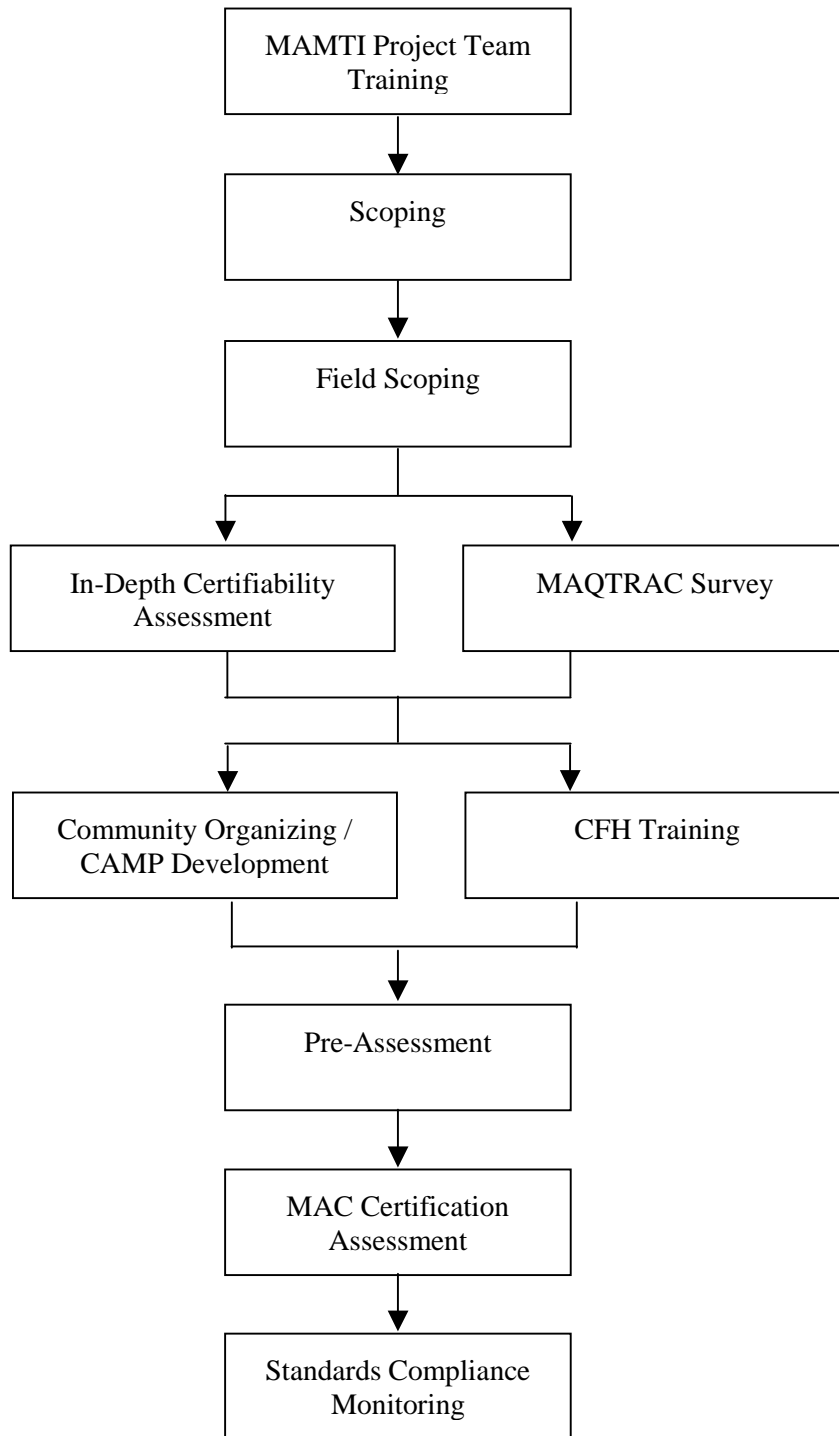 MAMTI Project Team
Training
Scoping
Field Scoping
In-Depth Certifiability
Assessment
MAQTRAC Survey
Community Organizing /
CAMP Development
CFH Training
Pre-Assessment
MAC Certification
Assessment
Standards Compliance
Monitoring